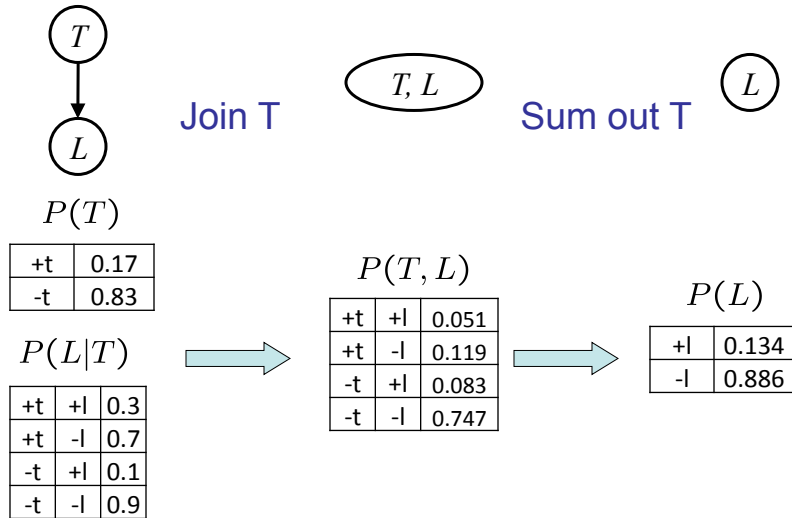 T
T, L
L
Join T
Sum out T
L
P(T)
+t 0.17
-t 0.83
P(L|T)
+t +l 0.3
+t -l 0.7
-t +l 0.1
-t -l 0.9
P(T, L)
+t +l 0.051
+t -l 0.119
-t +l 0.083
-t -l 0.747
P(L)
+l 0.134
-l 0.886